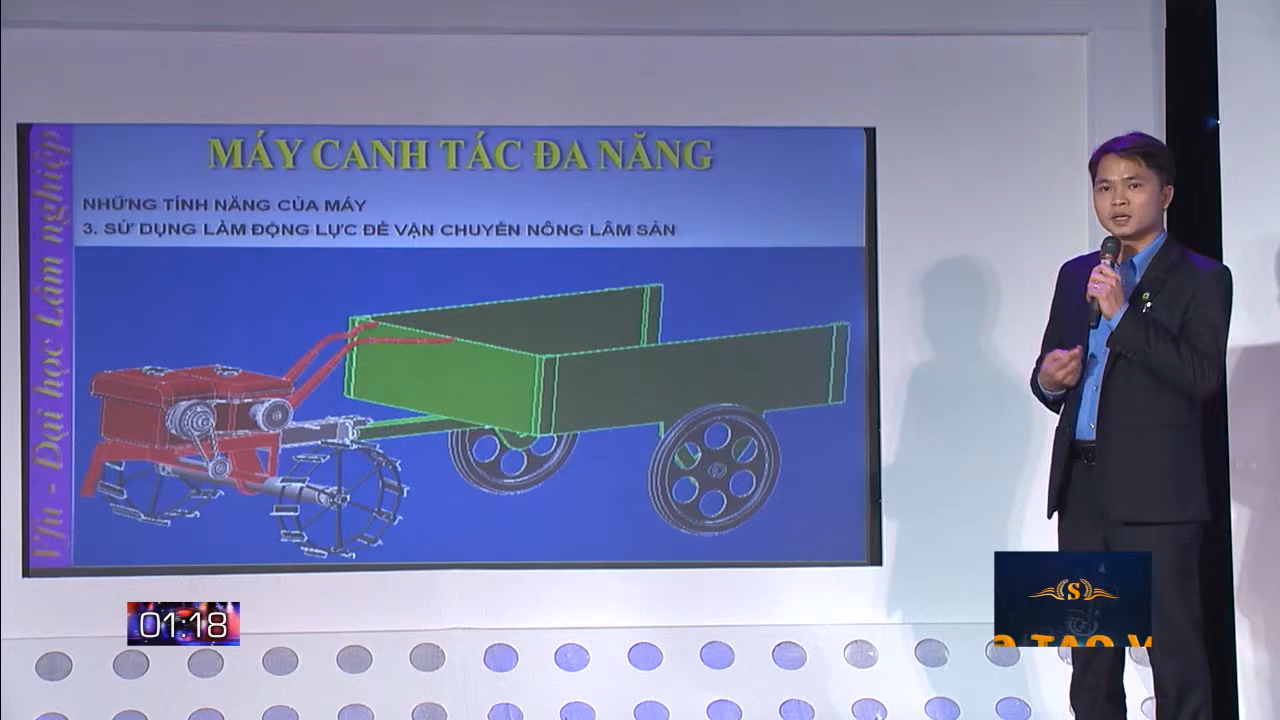 MÁY CANH TÁC ĐA NĂNG
NHỮNG TÍNH NĂNG CỦA MÁY
3. SỬ DỤNG LÀM ĐỘNG LỰC ĐỂ VẬN CHUYỂN NÔNG LÂM SẢN
Vfu - Đại học Lâm nghiệp
01:18
S
TẠO